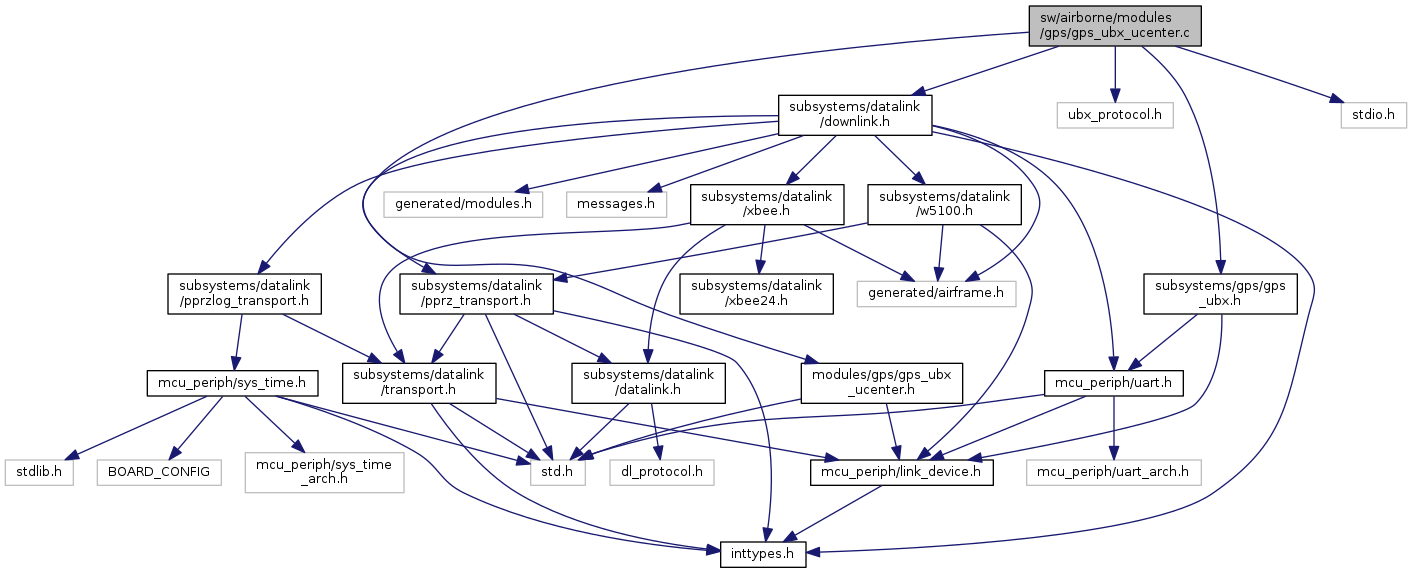 sw/airborne/modules
/gps/gps_ubx_ucenter.c
subsystems/datalink
/downlink.h
ubx_protocol.h
stdio.h
generated/modules.h
messages.h
subsystems/datalink
/xbee.h
subsystems/datalink
/w5100.h
subsystems/datalink
/pprzlog_transport.h
subsystems/datalink
/pprz_transport.h
subsystems/datalink
/xbee24.h
generated/airframe.h
subsystems/gps/gps
_ubx.h
mcu_periph/sys_time.h
subsystems/datalink
/transport.h
subsystems/datalink
/datalink.h
modules/gps/gps_ubx
_ucenter.h
mcu_periph/uart.h
stdlib.h
BOARD_CONFIG
mcu_periph/sys_time
_arch.h
std.h
dl_protocol.h
mcu_periph/link_device.h
mcu_periph/uart_arch.h
inttypes.h